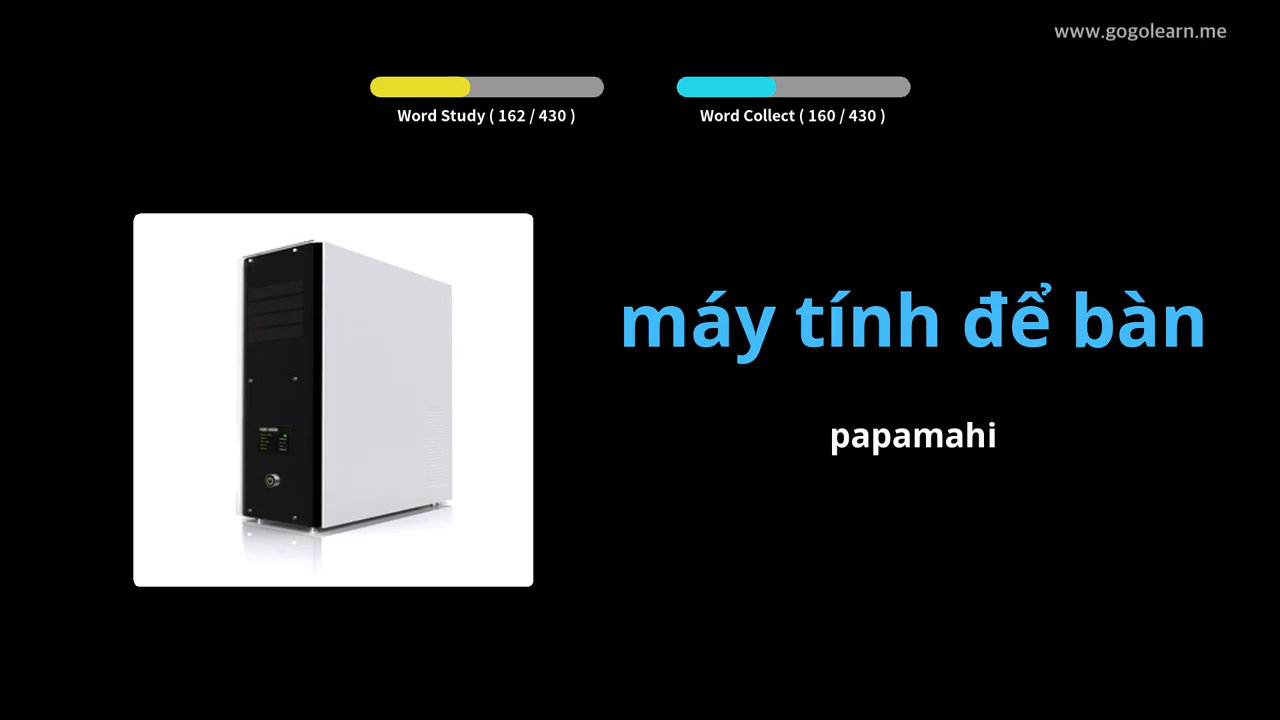 www.gogolearn.me
Word Study ( 162 / 430 )
Word Collect ( 160 / 430 )
máy tính để bàn
papamahi